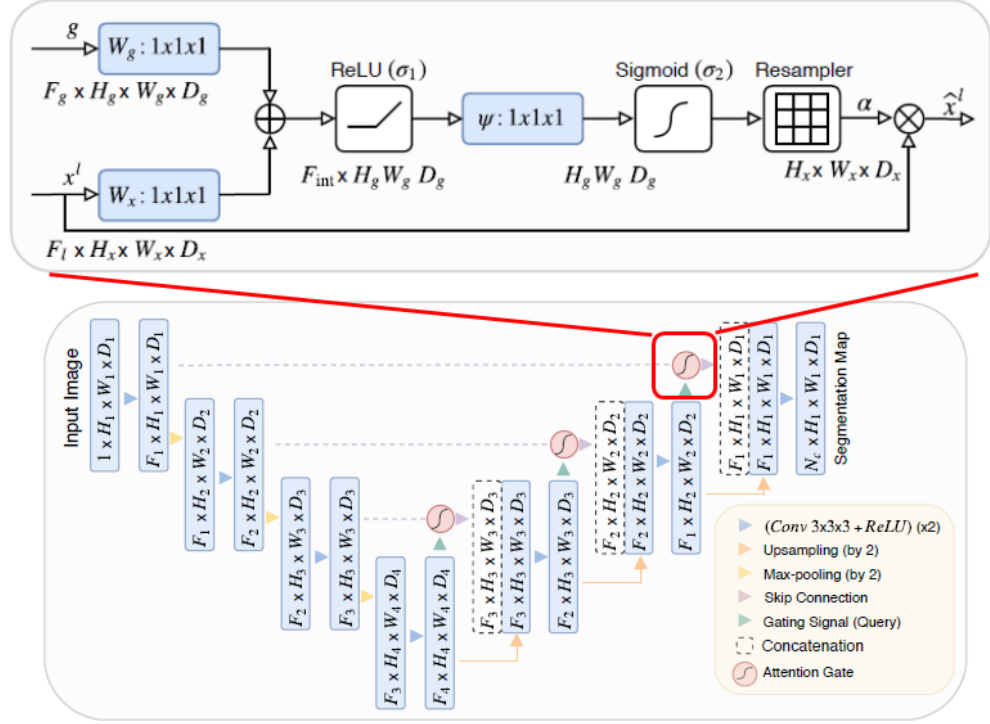 g
W_g : 1x1x1
F_g x H_g x W_g x D_g
x^l
W_x : 1x1x1
F_l x H_x x W_x x D_x
ReLU (σ_1)
F_int x H_g W_g D_g
ψ : 1x1x1
Sigmoid (σ_2)
H_g W_g D_g
Resampler
α
H_x x W_x x D_x
x̂^l
Input Image
1 x H_1 x W_1 x D_1
F_1 x H_1 x W_1 x D_1
F_1 x H_2 x W_2 x D_2
F_2 x H_2 x W_2 x D_2
F_2 x H_3 x W_3 x D_3
F_3 x H_3 x W_3 x D_3
F_3 x H_4 x W_4 x D_4
F_4 x H_4 x W_4 x D_4
F_3 x H_3 x W_3 x D_3
F_3 x H_3 x W_3 x D_3
F_2 x H_3 x W_3 x D_3
F_2 x H_2 x W_2 x D_2
F_2 x H_2 x W_2 x D_2
F_1 x H_2 x W_2 x D_2
F_1 x H_1 x W_1 x D_1
F_1 x H_1 x W_1 x D_1
N_c x H_1 x W_1 x D_1
Segmentation Map
(Conv 3x3x3 + ReLU) (x2)
Upsampling (by 2)
Max-pooling (by 2)
Skip Connection
Gating Signal (Query)
Concatenation
Attention Gate